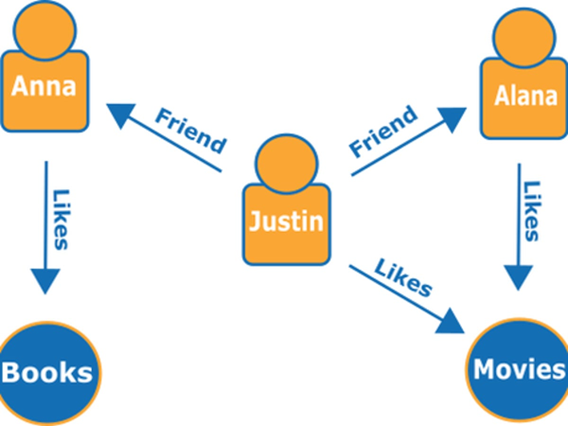 Anna
Alana
Friend
Friend
Justin
Likes
Likes
Likes
Books
Movies